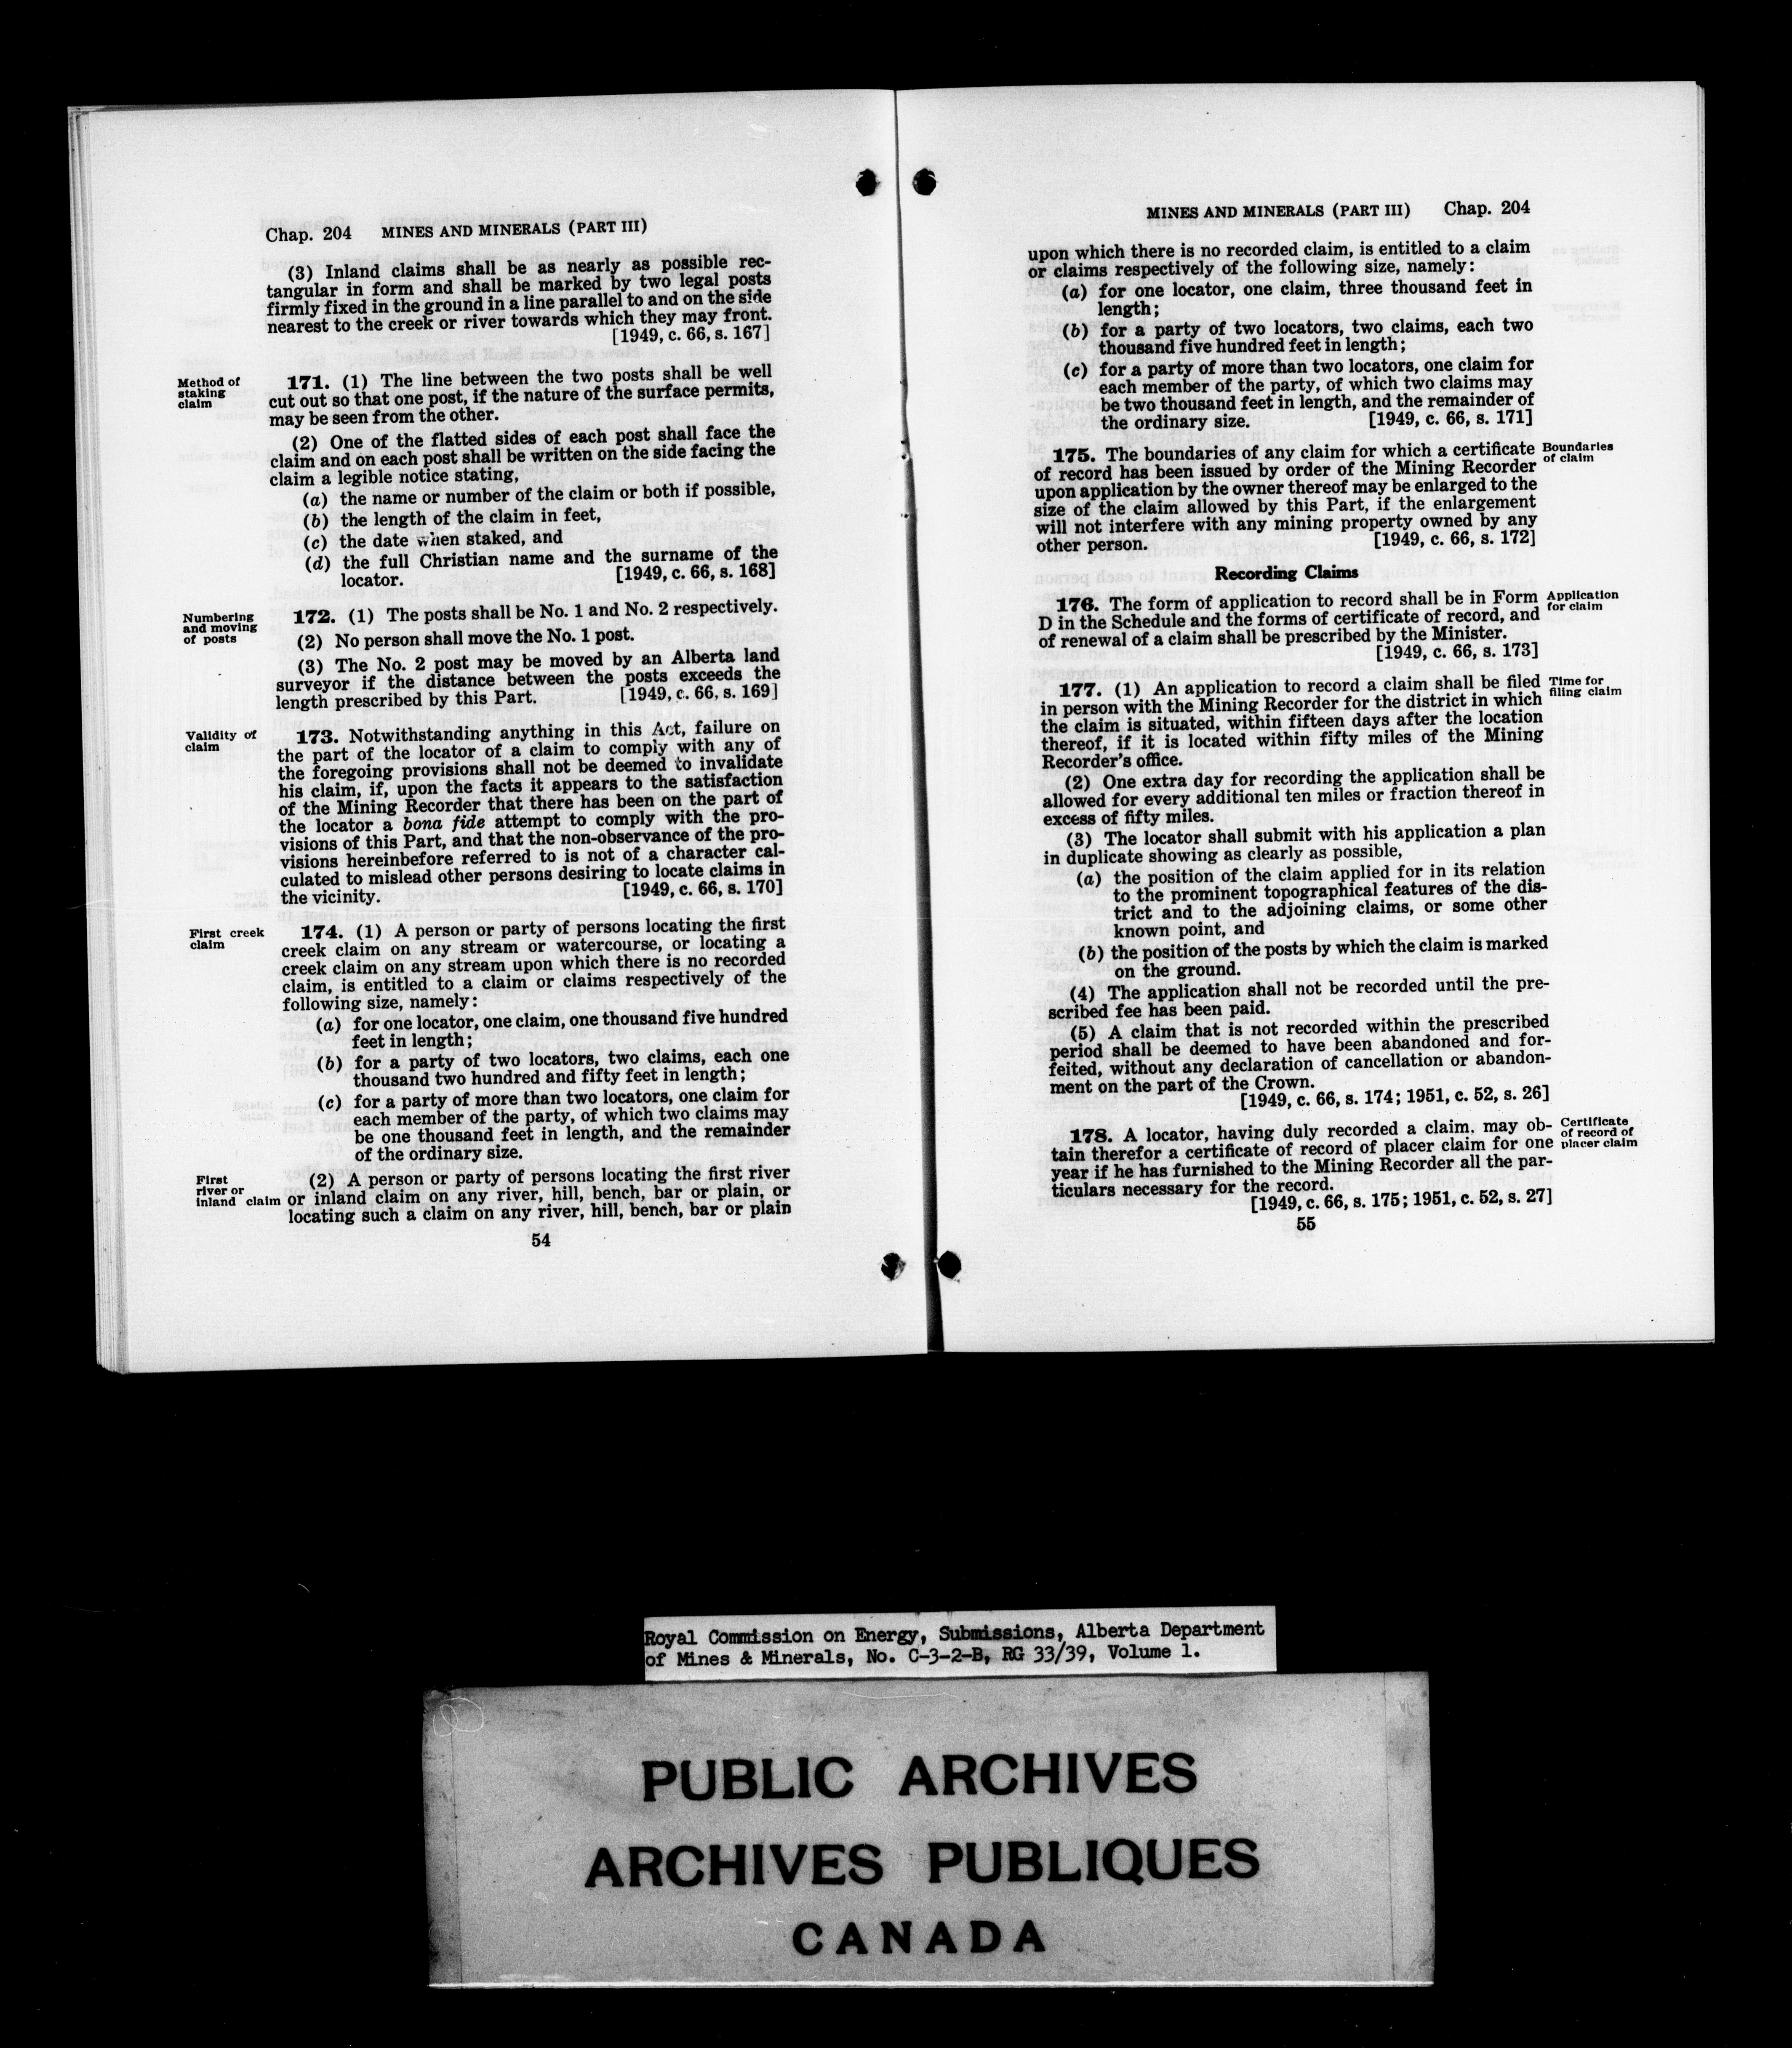 Chap. 204 MINES AND MINERALS (PART III)
(3) Inland claims shall be as nearly as possible rec-
tangular in form and shall be marked by two legal posts
firmly fixed in the ground in a line parallel to and on the side
nearest to the creek or river towards which they may front.
[1949, c. 66, s. 167]
Method of
staking
claim
171. (1) The line between the two posts shall be well
cut out so that one post, if the nature of the surface permits,
may be seen from the other.
(2) One of the flatted sides of each post shall face the
claim and on each post shall be written on the side facing the
claim a legible notice stating,
(a) the name or number of the claim or both if possible,
(b) the length of the claim in feet,
(c) the date when staked, and
(d) the full Christian name and the surname of the
locator. [1949, c. 66, s. 168]
Numbering
and moving
of posts
172. (1) The posts shall be No. 1 and No. 2 respectively.
(2) No person shall move the No. 1 post.
(3) The No. 2 post may be moved by an Alberta land
surveyor if the distance between the posts exceeds the
length prescribed by this Part. [1949, c. 66, s. 169]
Validity of
claim
173. Notwithstanding anything in this Act, failure on
the part of the locator of a claim to comply with any of
the foregoing provisions shall not be deemed to invalidate
his claim, if, upon the facts it appears to the satisfaction
of the Mining Recorder that there has been on the part of
the locator a bona fide attempt to comply with the pro-
visions of this Part, and that the non-observance of the pro-
visions hereinbefore referred to is not of a character cal-
culated to mislead other persons desiring to locate claims in
the vicinity. [1949, c. 66, s. 170]
First creek
claim
174. (1) A person or party of persons locating the first
creek claim on any stream or watercourse, or locating a
creek claim on any stream upon which there is no recorded
claim, is entitled to a claim or claims respectively of the
following size, namely:
(a) for one locator, one claim, one thousand five hundred
feet in length;
(b) for a party of two locators, two claims, each one
thousand two hundred and fifty feet in length;
(c) for a party of more than two locators, one claim for
each member of the party, of which two claims may
be one thousand feet in length, and the remainder
of the ordinary size.
First
river or
inland claim
(2) A person or party of persons locating the first river
or inland claim on any river, hill, bench, bar or plain, or
locating such a claim on any river, hill, bench, bar or plain
54
MINES AND MINERALS (PART III) Chap. 204
upon which there is no recorded claim, is entitled to a claim
or claims respectively of the following size, namely:
(a) for one locator, one claim, three thousand feet in
length;
(b) for a party of two locators, two claims, each two
thousand five hundred feet in length;
(c) for a party of more than two locators, one claim for
each member of the party, of which two claims may
be two thousand feet in length, and the remainder of
the ordinary size. [1949, c. 66, s. 171]
175. The boundaries of any claim for which a certificate
of record has been issued by order of the Mining Recorder
upon application by the owner thereof may be enlarged to the
size of the claim allowed by this Part, if the enlargement
will not interfere with any mining property owned by any
other person. [1949, c. 66, s. 172]
Boundaries
of claim
Recording Claims
176. The form of application to record shall be in Form
D in the Schedule and the forms of certificate of record, and
of renewal of a claim shall be prescribed by the Minister.
[1949, c. 66, s. 173]
Application
for claim
177. (1) An application to record a claim shall be filed
in person with the Mining Recorder for the district in which
the claim is situated, within fifteen days after the location
thereof, if it is located within fifty miles of the Mining
Recorder's office.
Time for
filing claim
(2) One extra day for recording the application shall be
allowed for every additional ten miles or fraction thereof in
excess of fifty miles.
(3) The locator shall submit with his application a plan
in duplicate showing as clearly as possible,
(a) the position of the claim applied for in its relation
to the prominent topographical features of the dis-
trict and to the adjoining claims, or some other
known point, and
(b) the position of the posts by which the claim is marked
on the ground.
(4) The application shall not be recorded until the pre-
scribed fee has been paid.
(5) A claim that is not recorded within the prescribed
period shall be deemed to have been abandoned and for-
feited, without any declaration of cancellation or abandon-
ment on the part of the Crown.
[1949, c. 66, s. 174; 1951, c. 52, s. 26]
178. A locator, having duly recorded a claim, may ob-
tain therefor a certificate of record of placer claim for one
year if he has furnished to the Mining Recorder all the par-
ticulars necessary for the record.
[1949, c. 66, s. 175; 1951, c. 52, s. 27]
Certificate
of record of
placer claim
55
Royal Commission on Energy, Submissions, Alberta Department
of Mines & Minerals, No. C-3-2-B, RG 33/39, Volume 1.
PUBLIC ARCHIVES
ARCHIVES PUBLIQUES
CANADA